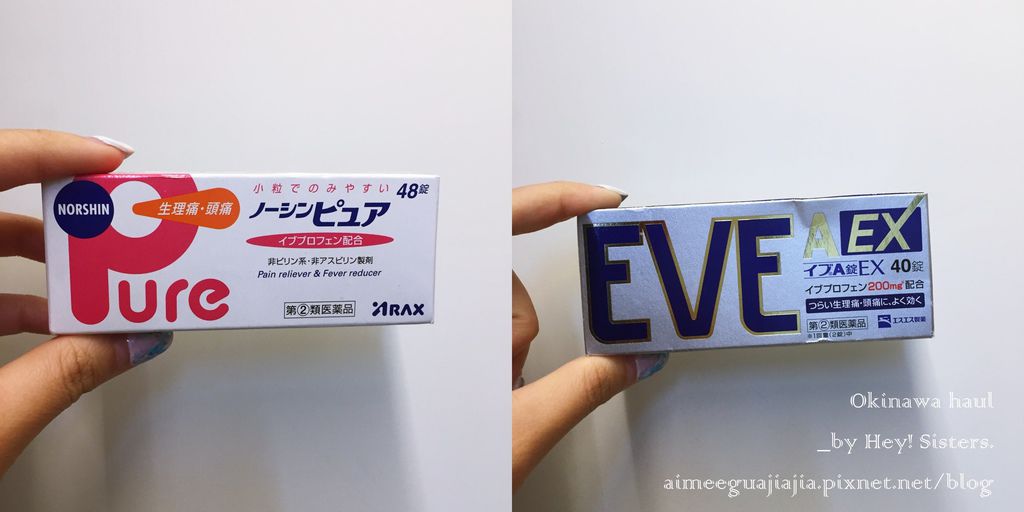 NORSHIN
生理痛・頭痛
Pure
小粒でのみやすい
48錠
ノーシンピュア
イブプロフェン配合
非ピリン系・非アスピリン製剤
Pain reliever & Fever reducer
第②類医薬品
ARAX
EVE
A EX
イブA錠EX 40錠
イブプロフェン200mg※配合
つらい生理痛・頭痛に、よく効く
第②類医薬品
エスエス製薬
※1回量(2錠)中
Okinawa haul
_by Hey! Sisters.
aimeeguajiajia.pixnet.net/blog